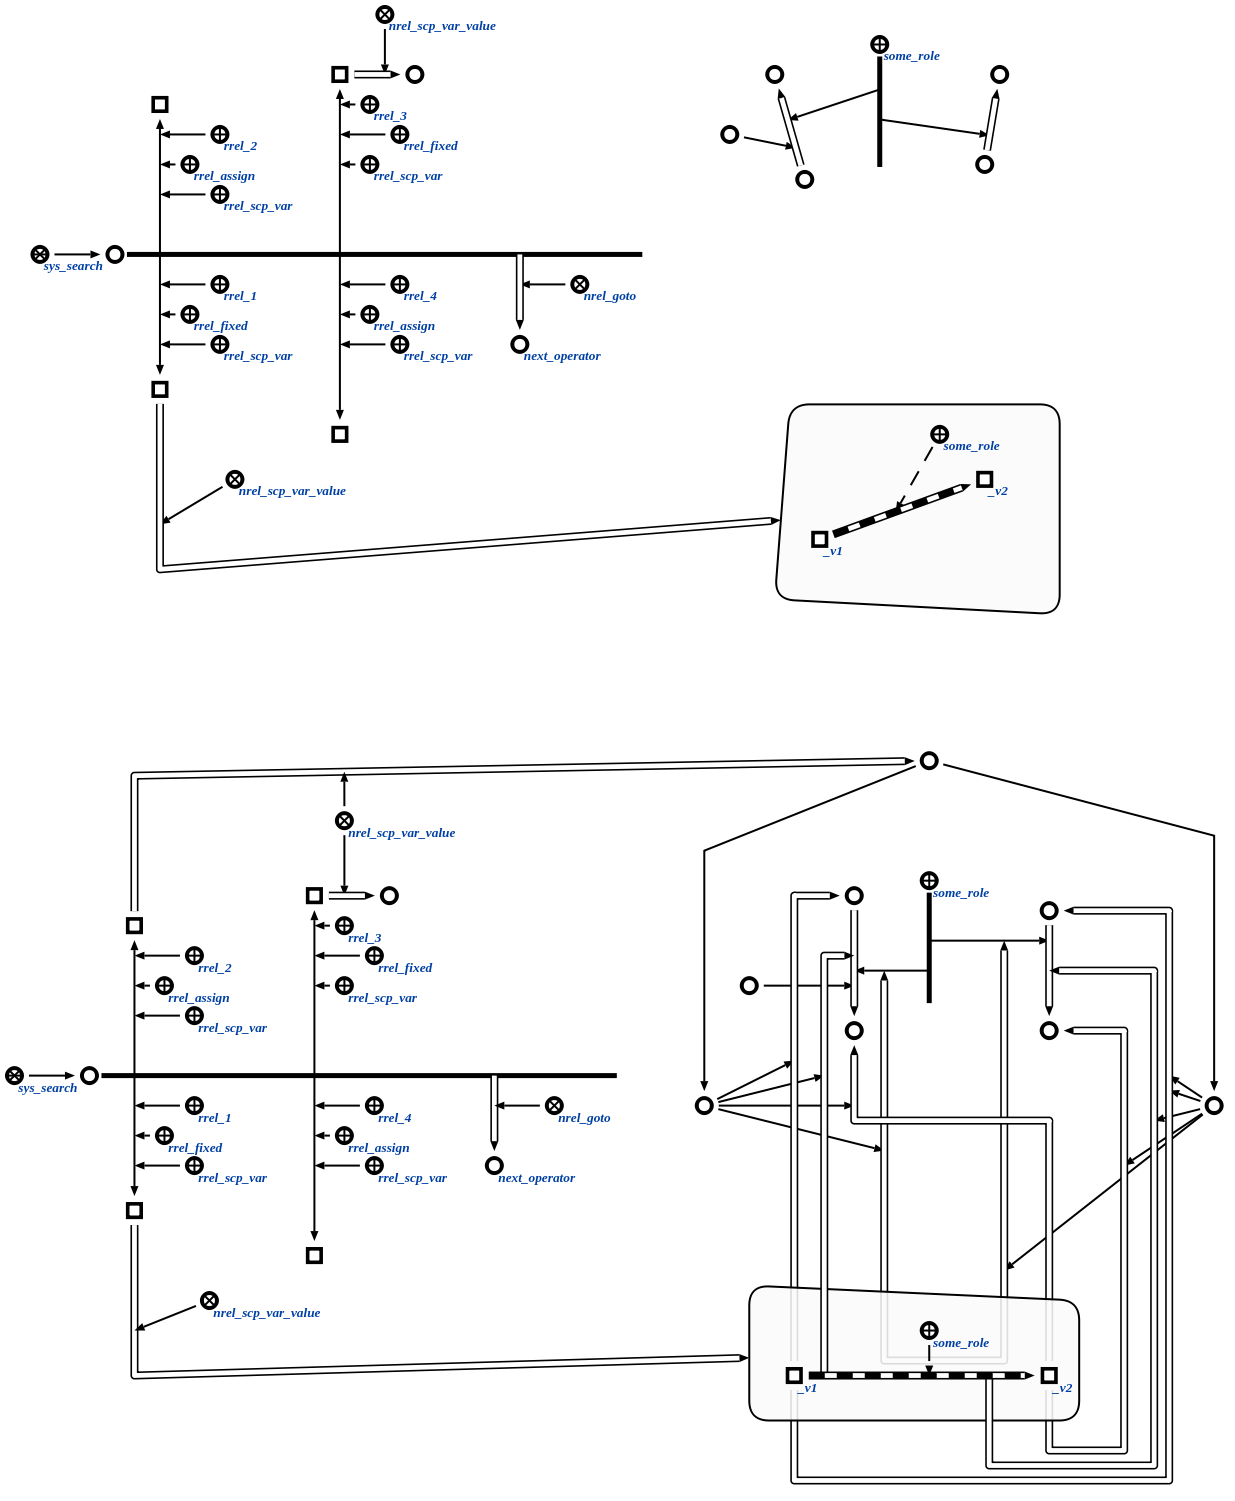 nrel_scp_var_value
some_role
rrel_3
rrel_2
rrel_fixed
rrel_assign
rrel_scp_var
rrel_scp_var
sys_search
rrel_1
rrel_4
nrel_goto
rrel_fixed
rrel_assign
rrel_scp_var
rrel_scp_var
next_operator
some_role
nrel_scp_var_value
_v2
_v1
nrel_scp_var_value
some_role
rrel_3
rrel_2
rrel_fixed
rrel_assign
rrel_scp_var
rrel_scp_var
sys_search
rrel_1
rrel_4
nrel_goto
rrel_fixed
rrel_assign
rrel_scp_var
rrel_scp_var
next_operator
nrel_scp_var_value
some_role
_v1
_v2